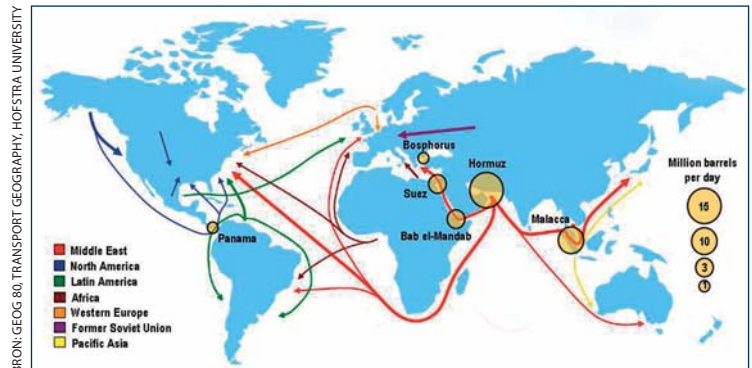 BRON: GEOG 80, TRANSPORT GEOGRAPHY, HOFSTRA UNIVERSITY
Bosphorus
Hormuz
Suez
Bab el-Mandab
Malacca
Panama
Million barrels
per day
15
10
3
1
Middle East
North America
Latin America
Africa
Western Europe
Former Soviet Union
Pacific Asia